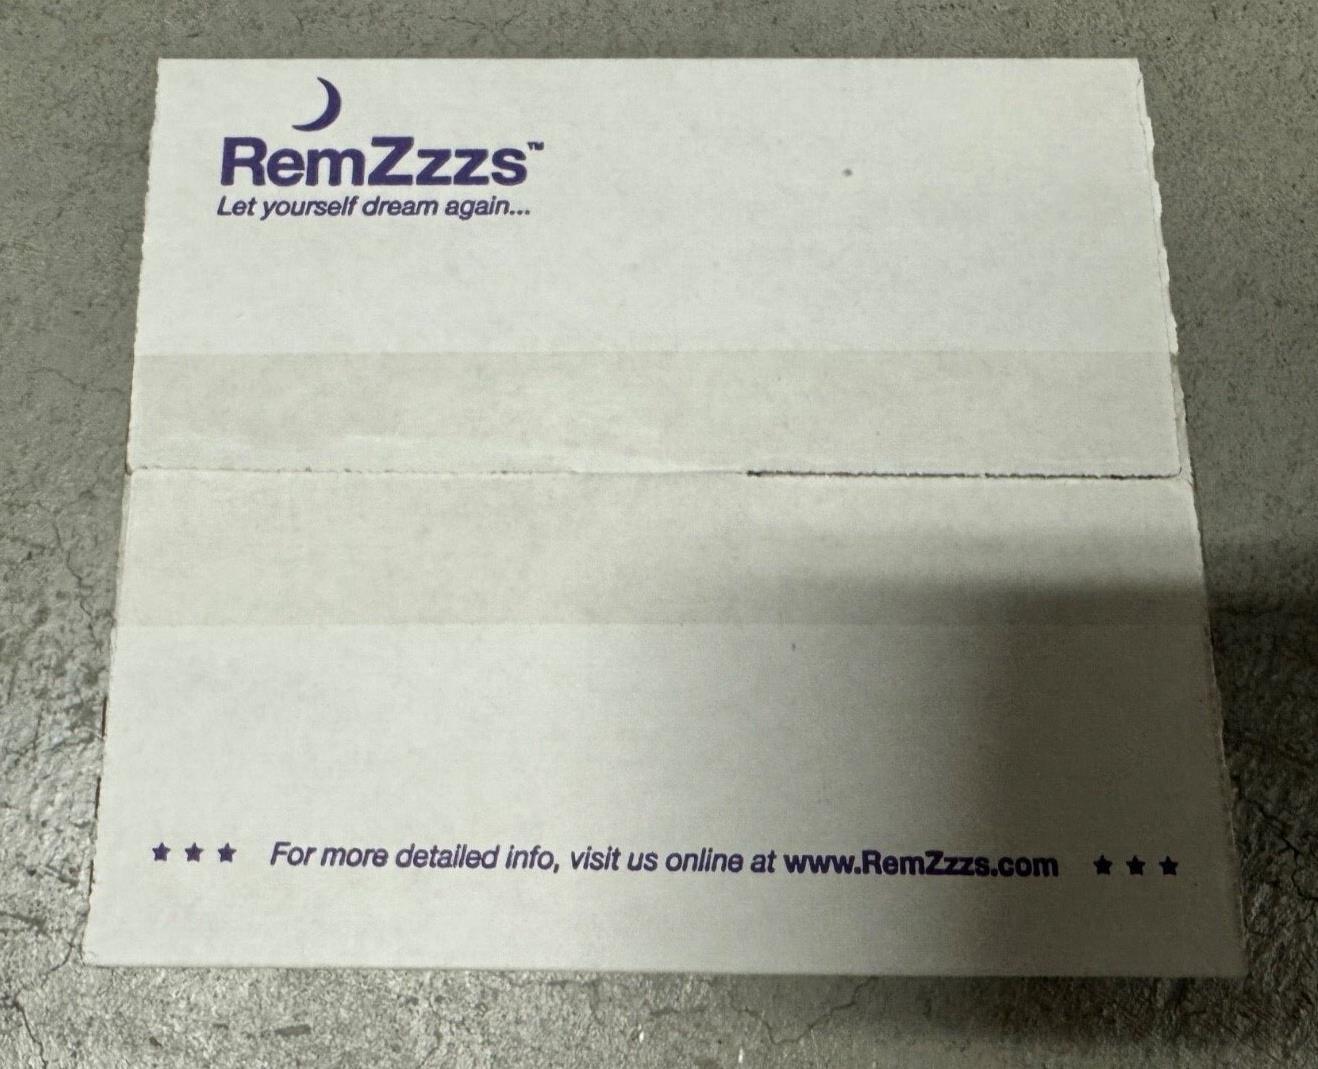 RemZzzs™
Let yourself dream again...
★ ★ ★ For more detailed info, visit us online at www.RemZzzs.com ★ ★ ★